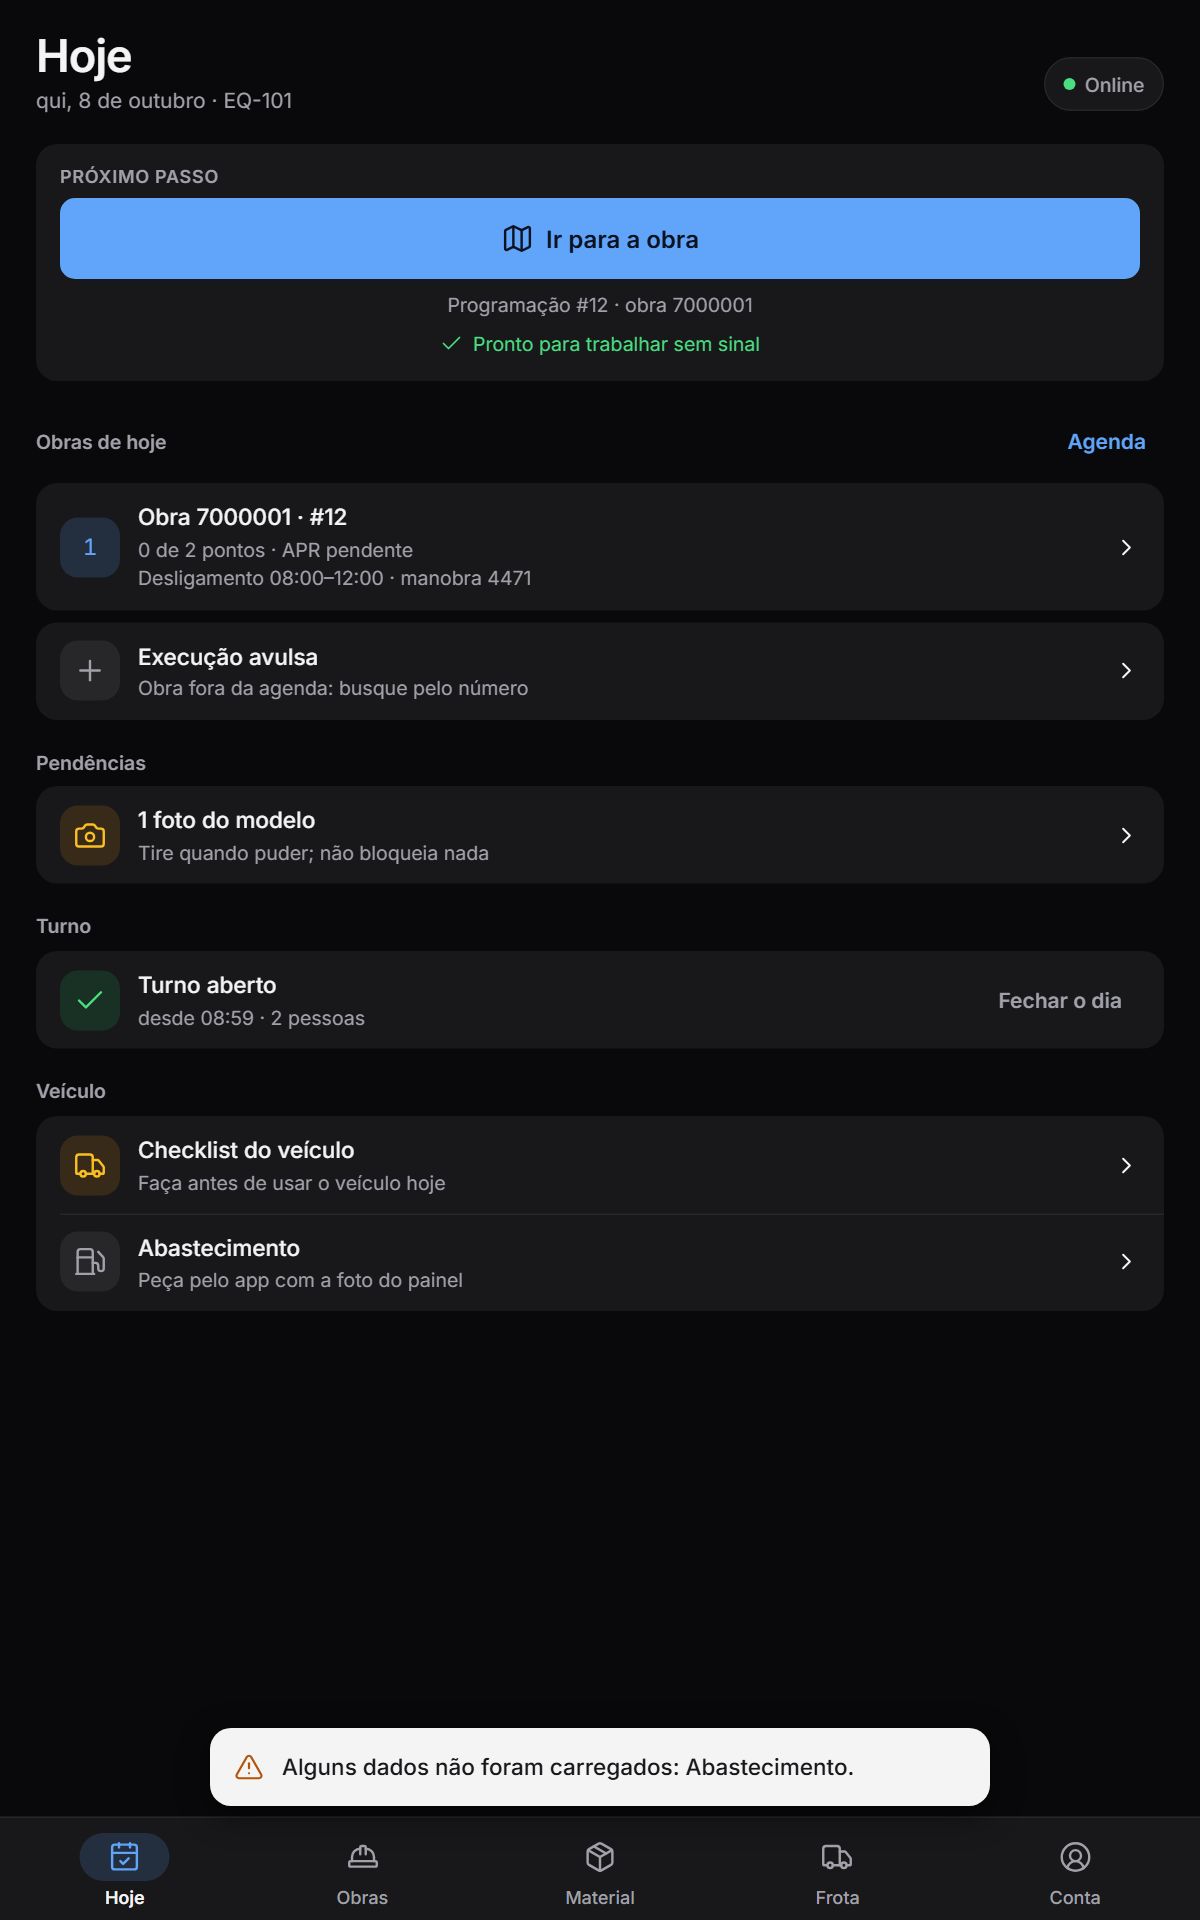 Hoje
qui, 8 de outubro · EQ-101
Online
PRÓXIMO PASSO
Ir para a obra
Programação #12 · obra 7000001
Pronto para trabalhar sem sinal
Obras de hoje
Agenda
1
Obra 7000001 · #12
0 de 2 pontos · APR pendente
Desligamento 08:00–12:00 · manobra 4471
Execução avulsa
Obra fora da agenda: busque pelo número
Pendências
1 foto do modelo
Tire quando puder; não bloqueia nada
Turno
Turno aberto
desde 08:59 · 2 pessoas
Fechar o dia
Veículo
Checklist do veículo
Faça antes de usar o veículo hoje
Abastecimento
Peça pelo app com a foto do painel
Alguns dados não foram carregados: Abastecimento.
Hoje
Obras
Material
Frota
Conta